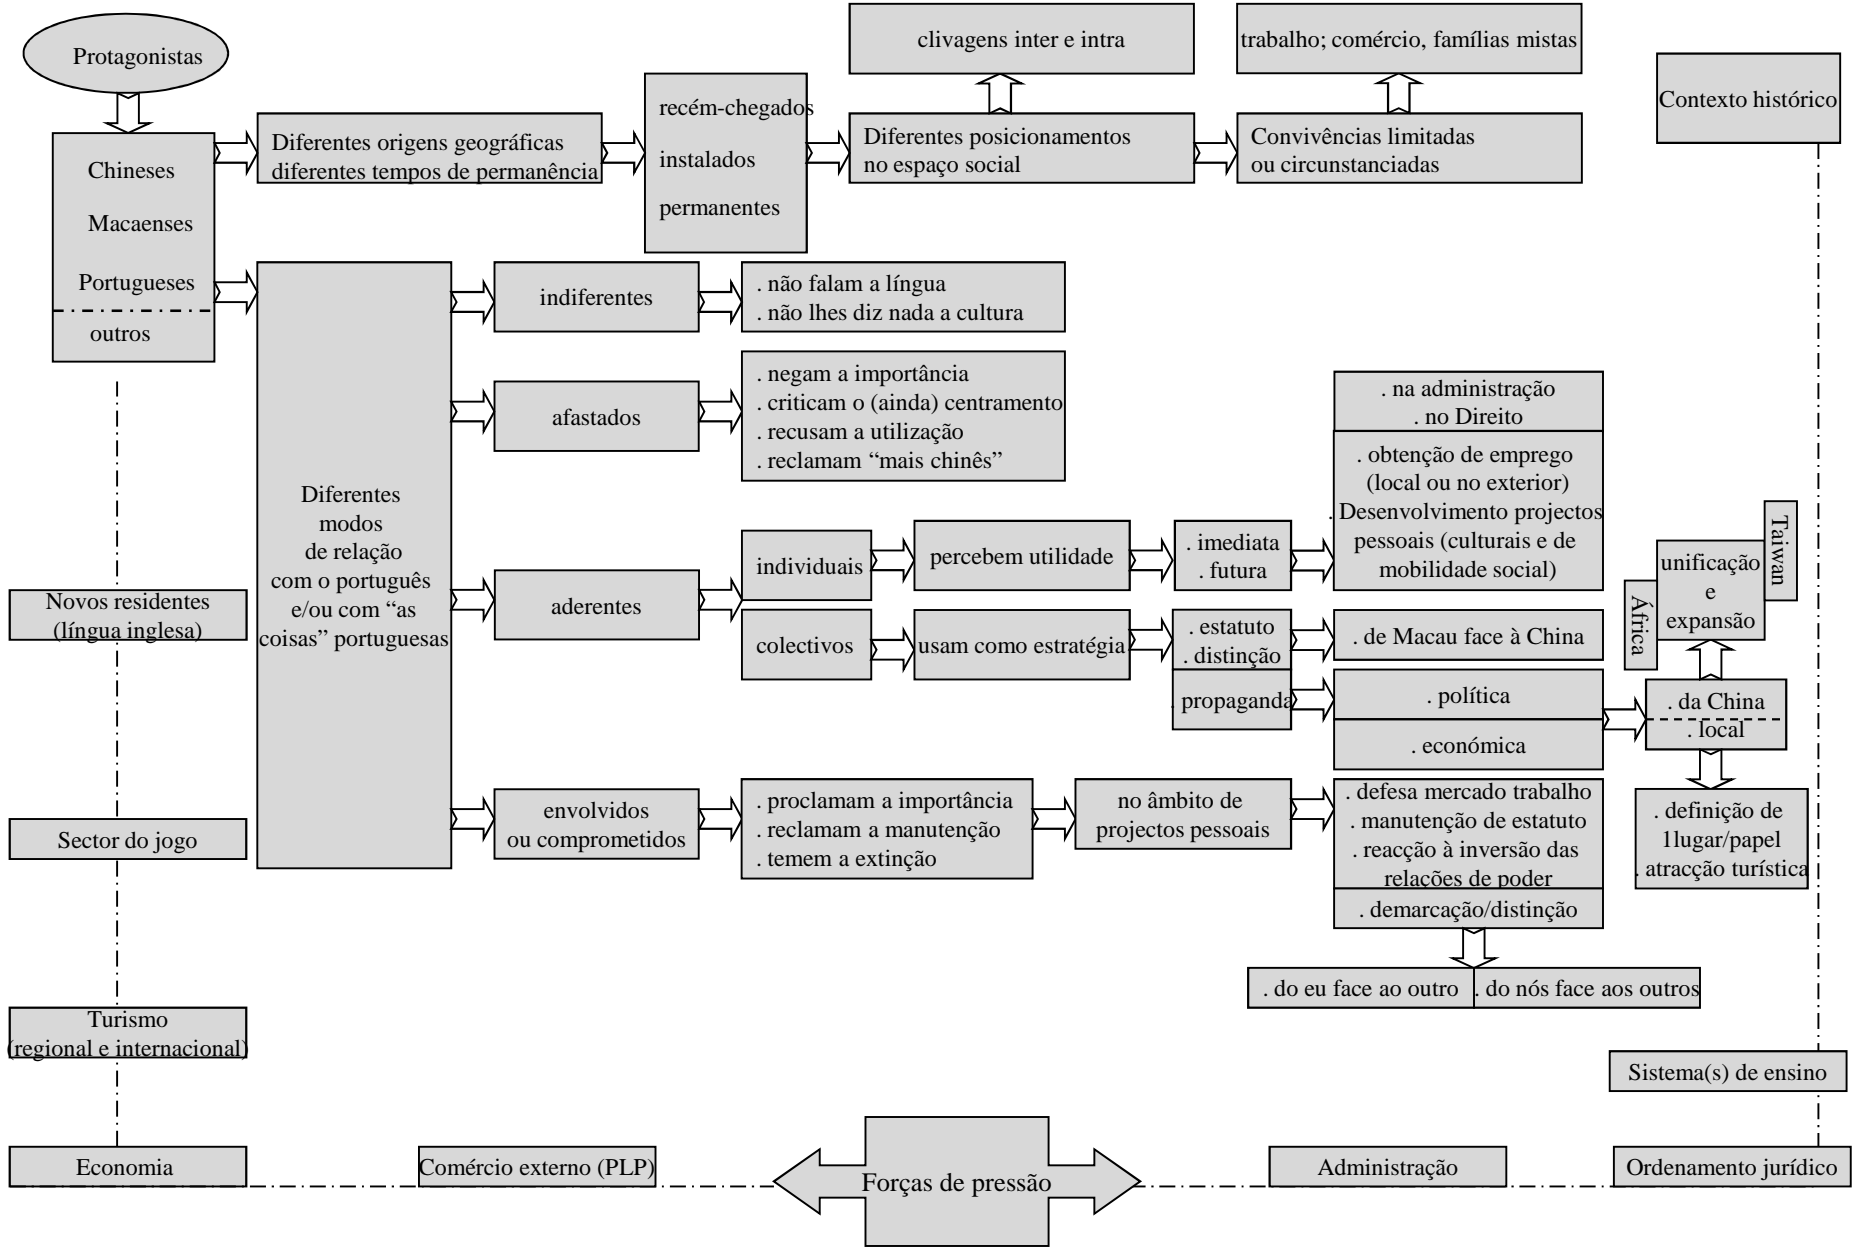 Protagonistas
Chineses
Macaenses
Portugueses
outros
Diferentes origens geográficas
diferentes tempos de permanência
recém-chegados
instalados
permanentes
clivagens inter e intra
Diferentes posicionamentos
no espaço social
trabalho; comércio, famílias mistas
Convivências limitadas
ou circunstanciadas
Contexto histórico
Diferentes
modos
de relação
com o português
e/ou com “as
coisas” portuguesas
indiferentes
. não falam a língua
. não lhes diz nada a cultura
afastados
. negam a importância
. criticam o (ainda) centramento
. recusam a utilização
. reclamam “mais chinês”
aderentes
individuais
percebem utilidade
. imediata
. futura
. na administração
. no Direito
. obtenção de emprego
(local ou no exterior)
. Desenvolvimento projectos
pessoais (culturais e de
mobilidade social)
colectivos
usam como estratégia
. estatuto
. distinção
. de Macau face à China
. propaganda
. política
. económica
. da China
. local
unificação
e
expansão
África
Taiwan
. definição de
1lugar/papel
. atracção turística
envolvidos
ou comprometidos
. proclamam a importância
. reclamam a manutenção
. temem a extinção
no âmbito de
projectos pessoais
. defesa mercado trabalho
. manutenção de estatuto
. reacção à inversão das
relações de poder
. demarcação/distinção
. do eu face ao outro
. do nós face aos outros
Novos residentes
(língua inglesa)
Sector do jogo
Turismo
(regional e internacional)
Economia
Comércio externo (PLP)
Forças de pressão
Administração
Ordenamento jurídico
Sistema(s) de ensino